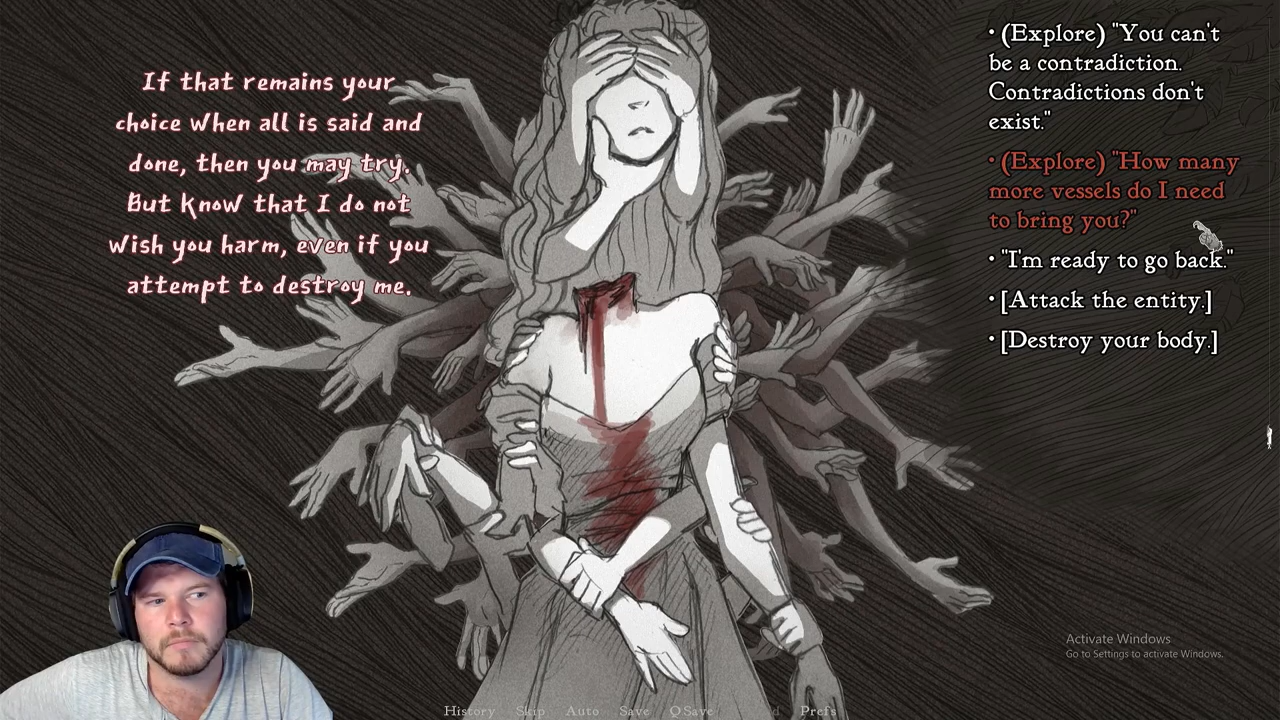 If that remains your
choice when all is said and
done, then you may try.
But know that I do not
wish you harm, even if you
attempt to destroy me.
• (Explore) "You can't
be a contradiction.
Contradictions don't
exist."
• (Explore) "How many
more vessels do I need
to bring you?"
• "I'm ready to go back."
• [Attack the entity.]
• [Destroy your body.]
Activate Windows
Go to Settings to activate Windows.
History Skip Auto Save Q.Save Prefs